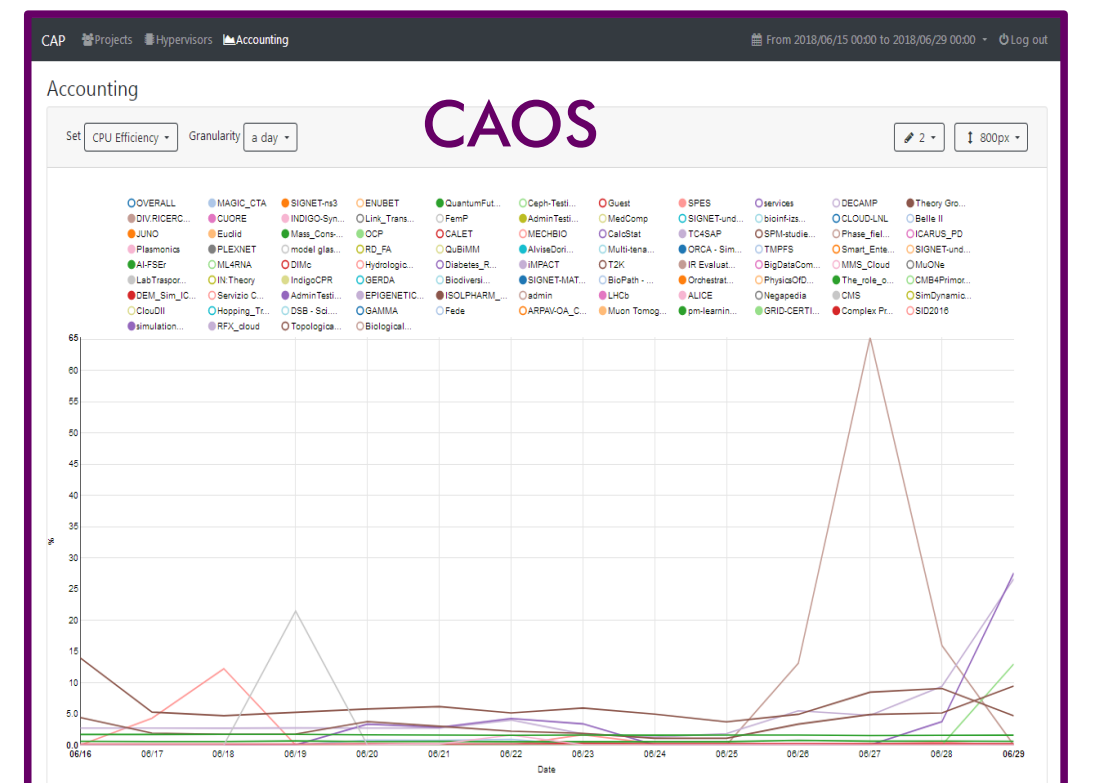 CAP Projects Hypervisors Accounting From 2018/06/15 00:00 to 2018/06/29 00:00 Log out
Accounting
CAOS
Set CPU Efficiency Granularity a day 2 800px
OVERALL MAGIC_CTA SIGNET-ns3 ENUBET QuantumFut... Ceph-Testi... Guest SPES services DECAMP Theory Gro...
DIV.RICERC... CUORE INDIGO-Syn... Link_Trans... FemP AdminTesti... MedComp SIGNET-und... bioinf-izs... CLOUD-LNL Belle II
JUNO Euclid Mass_Cons-... OCP CALET MECHBIO CalcStat TC4SAP SPM-studie... Phase_fiel... ICARUS_PD
Plasmonics PLEXNET model glas... RD_FA QuBiMM AlviseDori... Multi-tena... ORCA - Sim... TMPFS Smart_Ente... SIGNET-und...
AI-FSEr ML4RNA DIMc Hydrologic... Diabetes_R... IMPACT T2K IR Evaluat... BigDataCom... MMS_Cloud MuONe
LabTraspor... IN:Theory IndigoCPR GERDA Biodiversi... SIGNET-MAT... BioPath - ... Orchestrat... PhysicsOfD... The_role_o... CMB4Primor...
DEM_Sim_IC... Servizio C... AdminTesti... EPIGENETIC... ISOLPHARM_... admin LHCb ALICE Negapedia CMS SimDynamic...
ClouDII Hopping_Tr... DSB - Sci.... GAMMA Fede ARPAV-OA_C... Muon Tomog... pm-learnin... GRID-CERTI... Complex Pr... SID2016
simulation... RFX_cloud Topologica... Biological...
65
60
55
50
45
40
35
30
25
20
15
10
5.0
0.0
%
06/16 06/17 06/18 06/19 06/20 06/21 06/22 06/23 06/24 06/25 06/26 06/27 06/28 06/29
Date